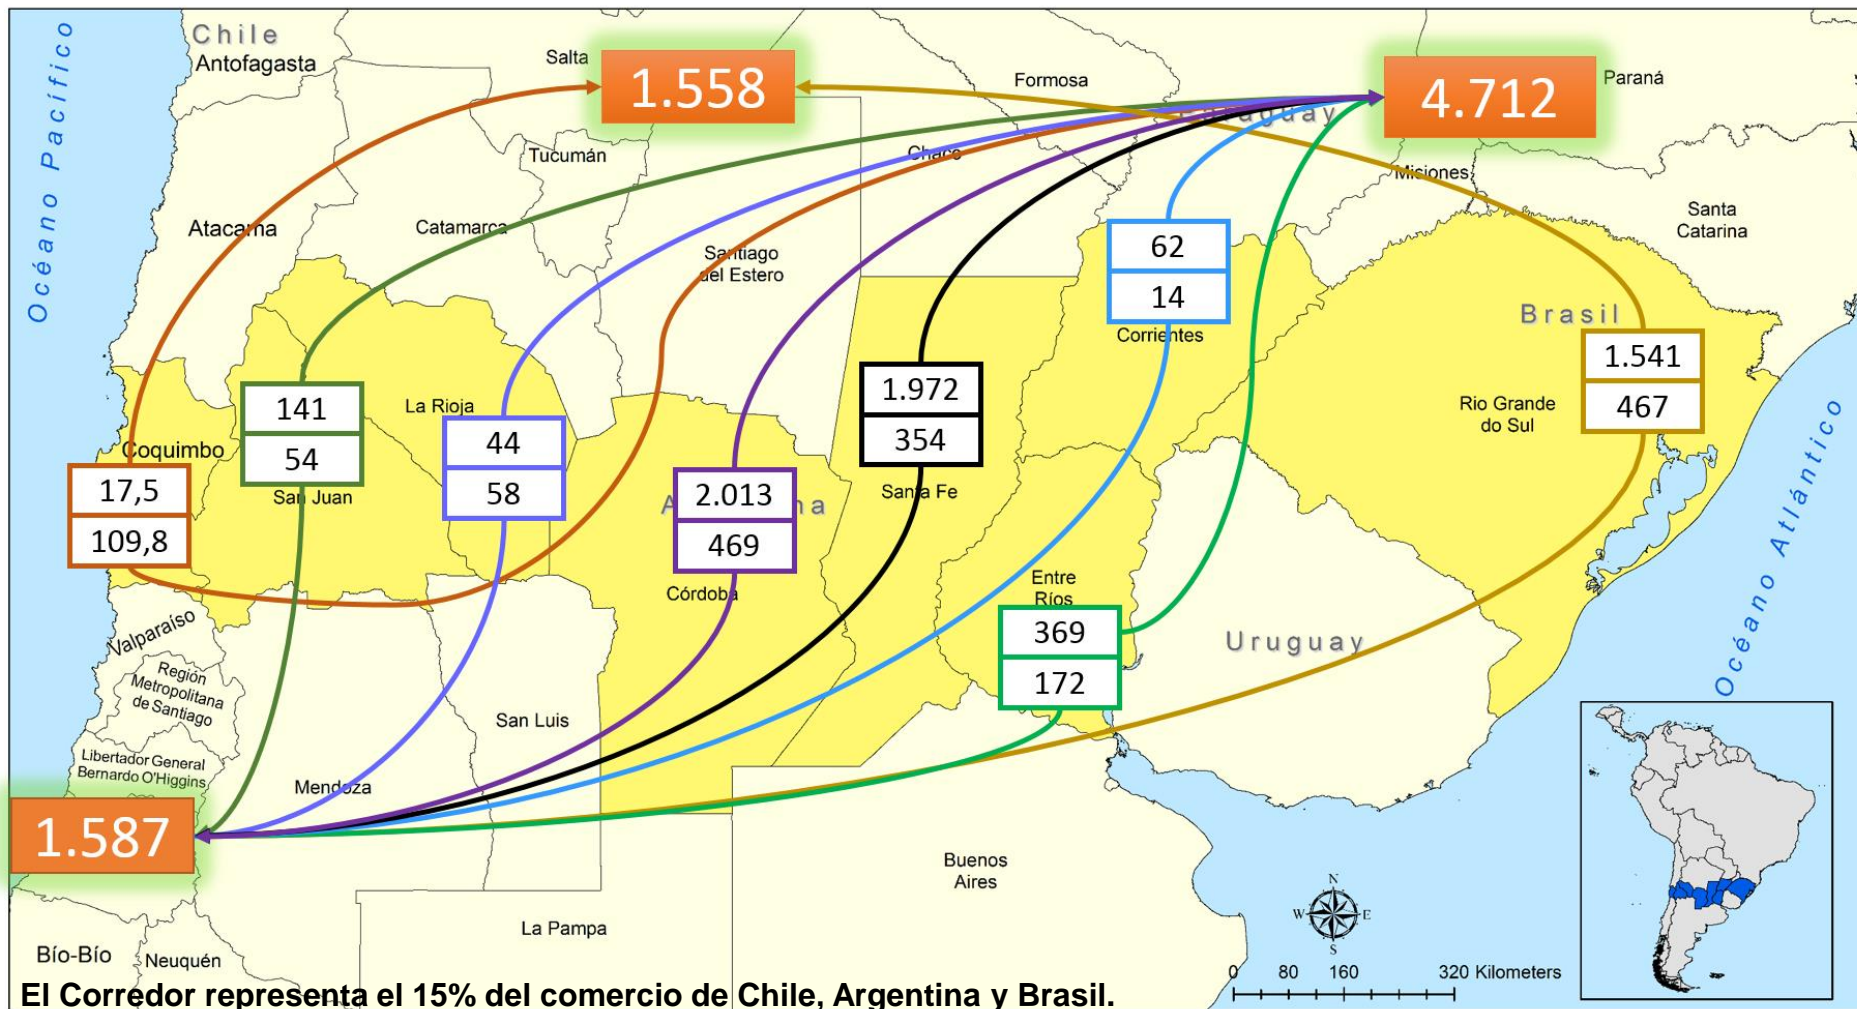 Chile
Antofagasta
Salta
1.558
Formosa
4.712
Paraná
Océano Pacífico
Tucumán
Chaco
Misiones
Atacama
Catamarca
Santiago
del Estero
Santa
Catarina
62
14
Corrientes
Brasil
1.541
467
Rio Grande
do Sul
Coquimbo
17,5
109,8
141
54
San Juan
La Rioja
44
58
2.013
469
Córdoba
1.972
354
Santa Fe
Entre
Ríos
369
172
Uruguay
Océano Atlántico
Valparaíso
Región
Metropolitana
de Santiago
Libertador General
Bernardo O'Higgins
San Luis
Mendoza
1.587
Buenos
Aires
La Pampa
Bío-Bío
Neuquén
N
W
E
S
0 80 160 320 Kilometers
El Corredor representa el 15% del comercio de Chile, Argentina y Brasil.